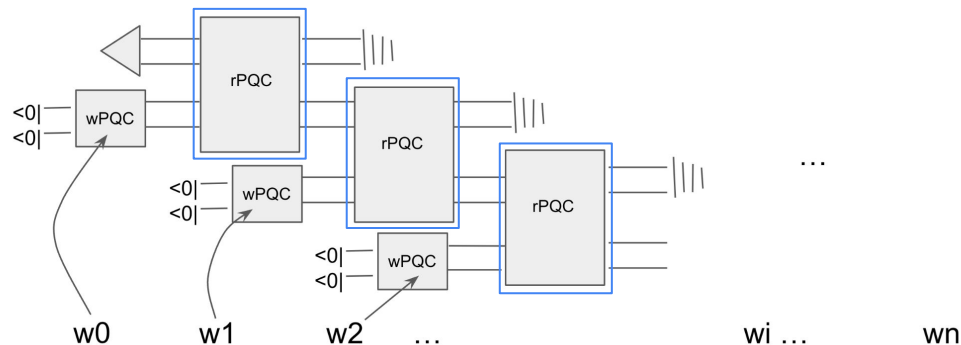 rPQC
<0|
wPQC
<0|
rPQC
…
<0|
wPQC
<0|
rPQC
<0|
wPQC
<0|
w0 w1 w2 … wi … wn